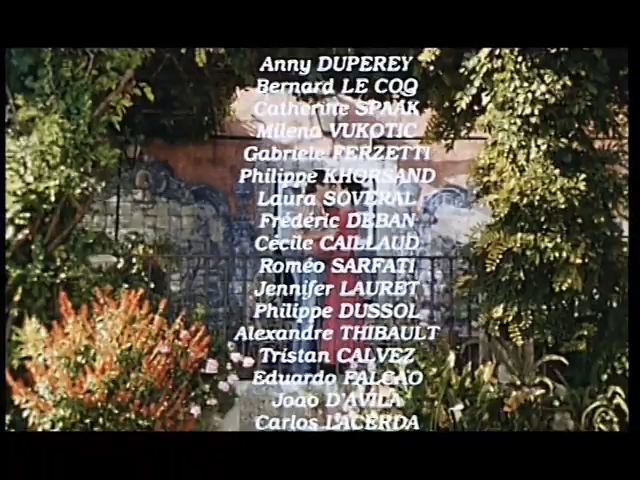 Anny DUPEREY
Bernard LE COQ
Catherine SPAAK
Milena VUKOTIC
Gabriele FERZETTI
Philippe KHORSAND
Laura SOVERAL
Frédéric DEBAN
Cécile CAILLAUD
Roméo SARFATI
Jennifer LAURET
Philippe DUSSOL
Alexandre THIBAULT
Tristan CALVEZ
Eduardo FALCAO
Joao D'AVILA
Carlos LACERDA